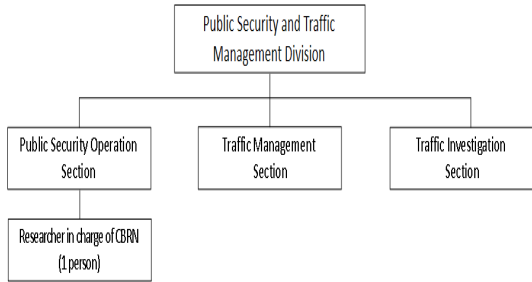 Public Security and Traffic
Management Division
Public Security Operation
Section
Traffic Management
Section
Traffic Investigation
Section
Researcher in charge of CBRN
(1 person)